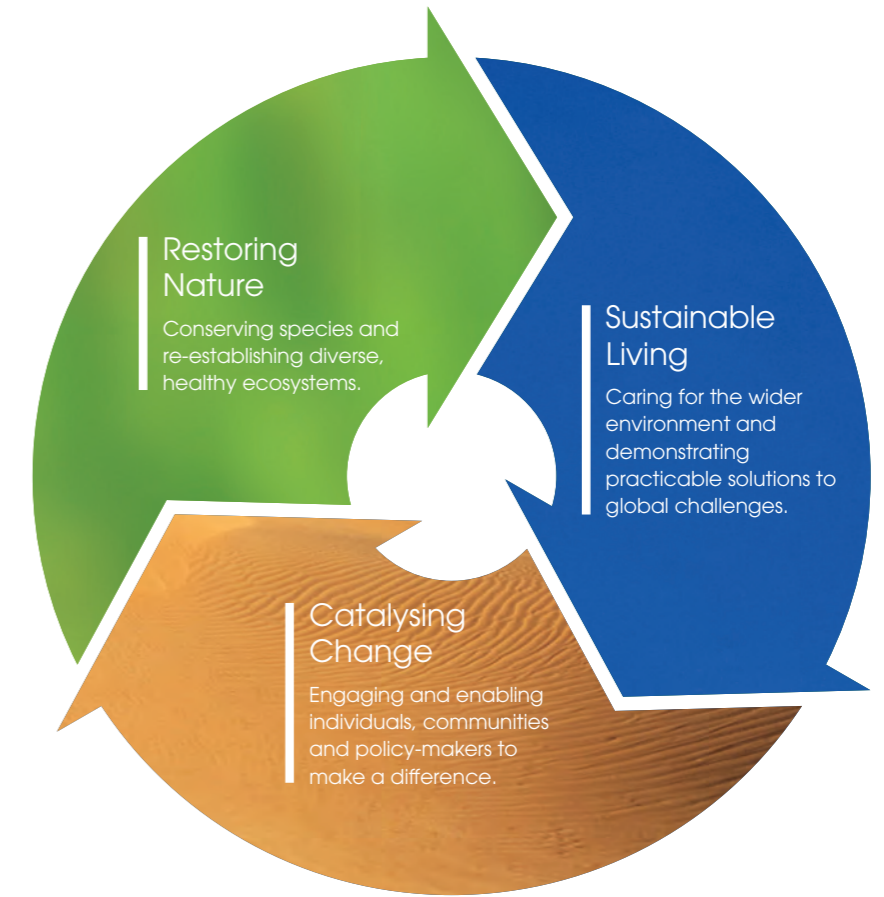 Restoring
Nature
Conserving species and
re-establishing diverse,
healthy ecosystems.
Sustainable
Living
Caring for the wider
environment and
demonstrating
practicable solutions to
global challenges.
Catalysing
Change
Engaging and enabling
individuals, communities
and policy-makers to
make a difference.